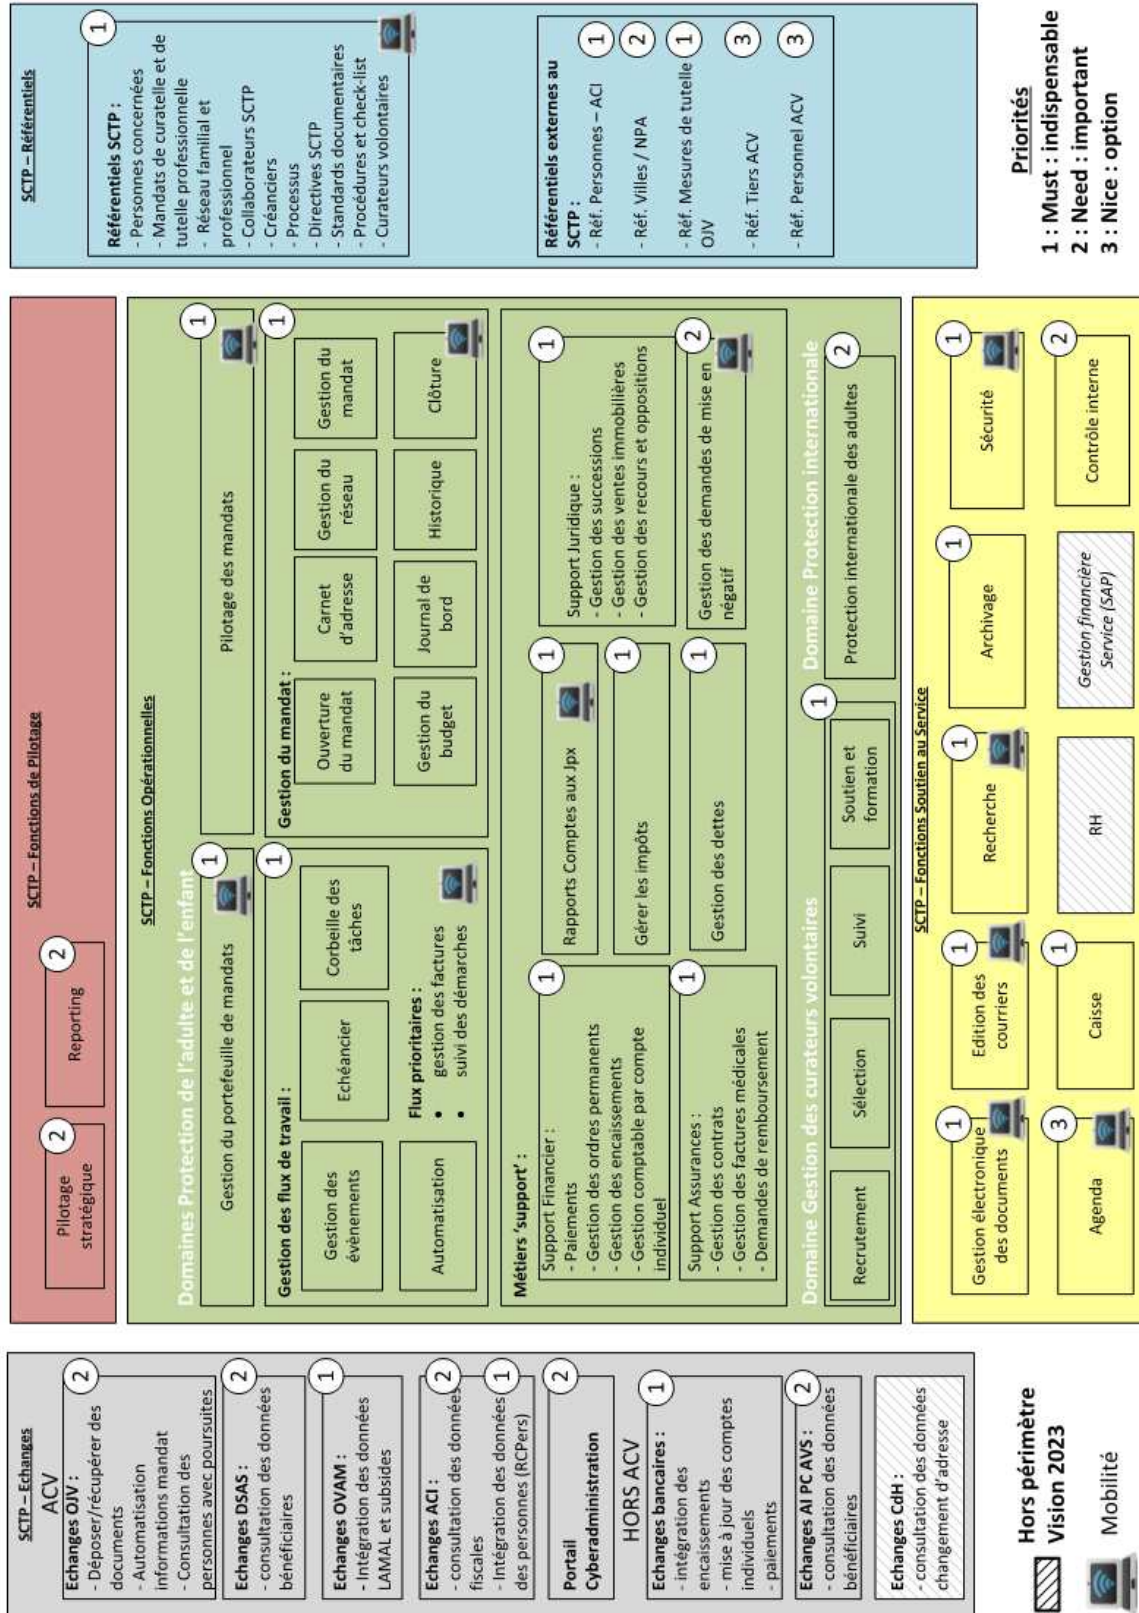 SCTP – Echanges
ACV
Echanges OJV :
- Déposer/récupérer des
documents
- Automatisation
informations mandat
- Consultation des
personnes avec poursuites
2
Echanges DSAS :
- consultation des données
bénéficiaires
2
Echanges OVAM :
- Intégration des données
LAMAL et subsides
1
Echanges ACI :
- consultation des données
fiscales
2
- Intégration des données
des personnes (RCPers)
1
Portail
Cyberadministration
2
HORS ACV
Echanges bancaires :
- intégration des
encaissements
- mise à jour des comptes
individuels
- paiements
1
Echanges AI PC AVS :
- consultation des données
bénéficiaires
2
Echanges CdH :
- consultation des données
changement d'adresse
Hors périmètre
Vision 2023
Mobilité
SCTP – Fonctions de Pilotage
Pilotage
stratégique
2
Reporting
2
SCTP – Fonctions Opérationnelles
Domaines Protection de l'adulte et de l'enfant
Gestion du portefeuille de mandats
1
Pilotage des mandats
1
Gestion des flux de travail :
1
Gestion des
évènements
Echéancier
Corbeille des
tâches
Automatisation
Flux prioritaires :
• gestion des factures
• suivi des démarches
Gestion du mandat :
1
Ouverture
du mandat
Carnet
d'adresse
Gestion du
réseau
Gestion du
mandat
Gestion du
budget
Journal de
bord
Historique
Clôture
Métiers 'support' :
Support Financier :
- Paiements
- Gestion des ordres permanents
- Gestion des encaissements
- Gestion comptable par compte
individuel
1
Support Assurances :
- Gestion des contrats
- Gestion des factures médicales
- Demandes de remboursement
1
Rapports Comptes aux Jpx
1
Gérer les impôts
1
Gestion des dettes
1
Support Juridique :
- Gestion des successions
- Gestion des ventes immobilières
- Gestion des recours et oppositions
1
Gestion des demandes de mise en
négatif
2
Domaine Gestion des curateurs volontaires
Recrutement
Sélection
Suivi
Soutien et
formation
1
Domaine Protection internationale
Protection internationale des adultes
2
SCTP – Fonctions Soutien au Service
Gestion électronique
des documents
1
Edition des
courriers
1
Recherche
1
Archivage
1
Sécurité
1
Agenda
3
Caisse
1
RH
Gestion financière
Service (SAP)
Contrôle interne
2
SCTP – Référentiels
Référentiels SCTP :
- Personnes concernées
- Mandats de curatelle et de
tutelle professionnelle
- Réseau familial et
professionnel
- Collaborateurs SCTP
- Créanciers
- Processus
- Directives SCTP
- Standards documentaires
- Procédures et check-list
- Curateurs volontaires
1
Référentiels externes au
SCTP :
- Réf. Personnes – ACI
1
- Réf. Villes / NPA
2
- Réf. Mesures de tutelle
OJV
1
- Réf. Tiers ACV
3
- Réf. Personnel ACV
3
Priorités
1 : Must : indispensable
2 : Need : important
3 : Nice : option